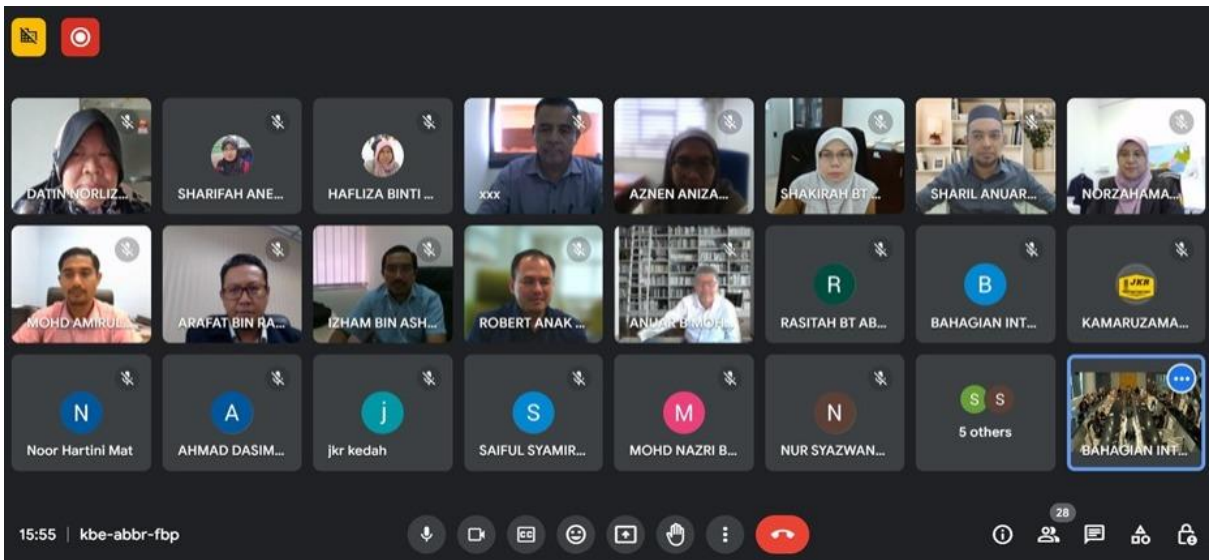 DATIN NORLIZ...
SHARIFAH ANE...
HAFLIZA BINTI ...
xxx
AZNEN ANIZA...
SHAKIRAH BT ...
SHARIL ANUAR...
NORZAHAMA...
MOHD AMIRUL...
ARAFAT BIN RA...
IZHAM BIN ASH...
ROBERT ANAK ...
ANUAR B MOH...
R
RASITAH BT AB...
B
BAHAGIAN INT...
JKR
KAMARUZAMA...
N
Noor Hartini Mat
A
AHMAD DASIM...
j
jkr kedah
S
SAIFUL SYAMIR...
M
MOHD NAZRI B...
N
NUR SYAZWAN...
S S
5 others
BAHAGIAN INT...
15:55 | kbe-abbr-fbp
CC
28